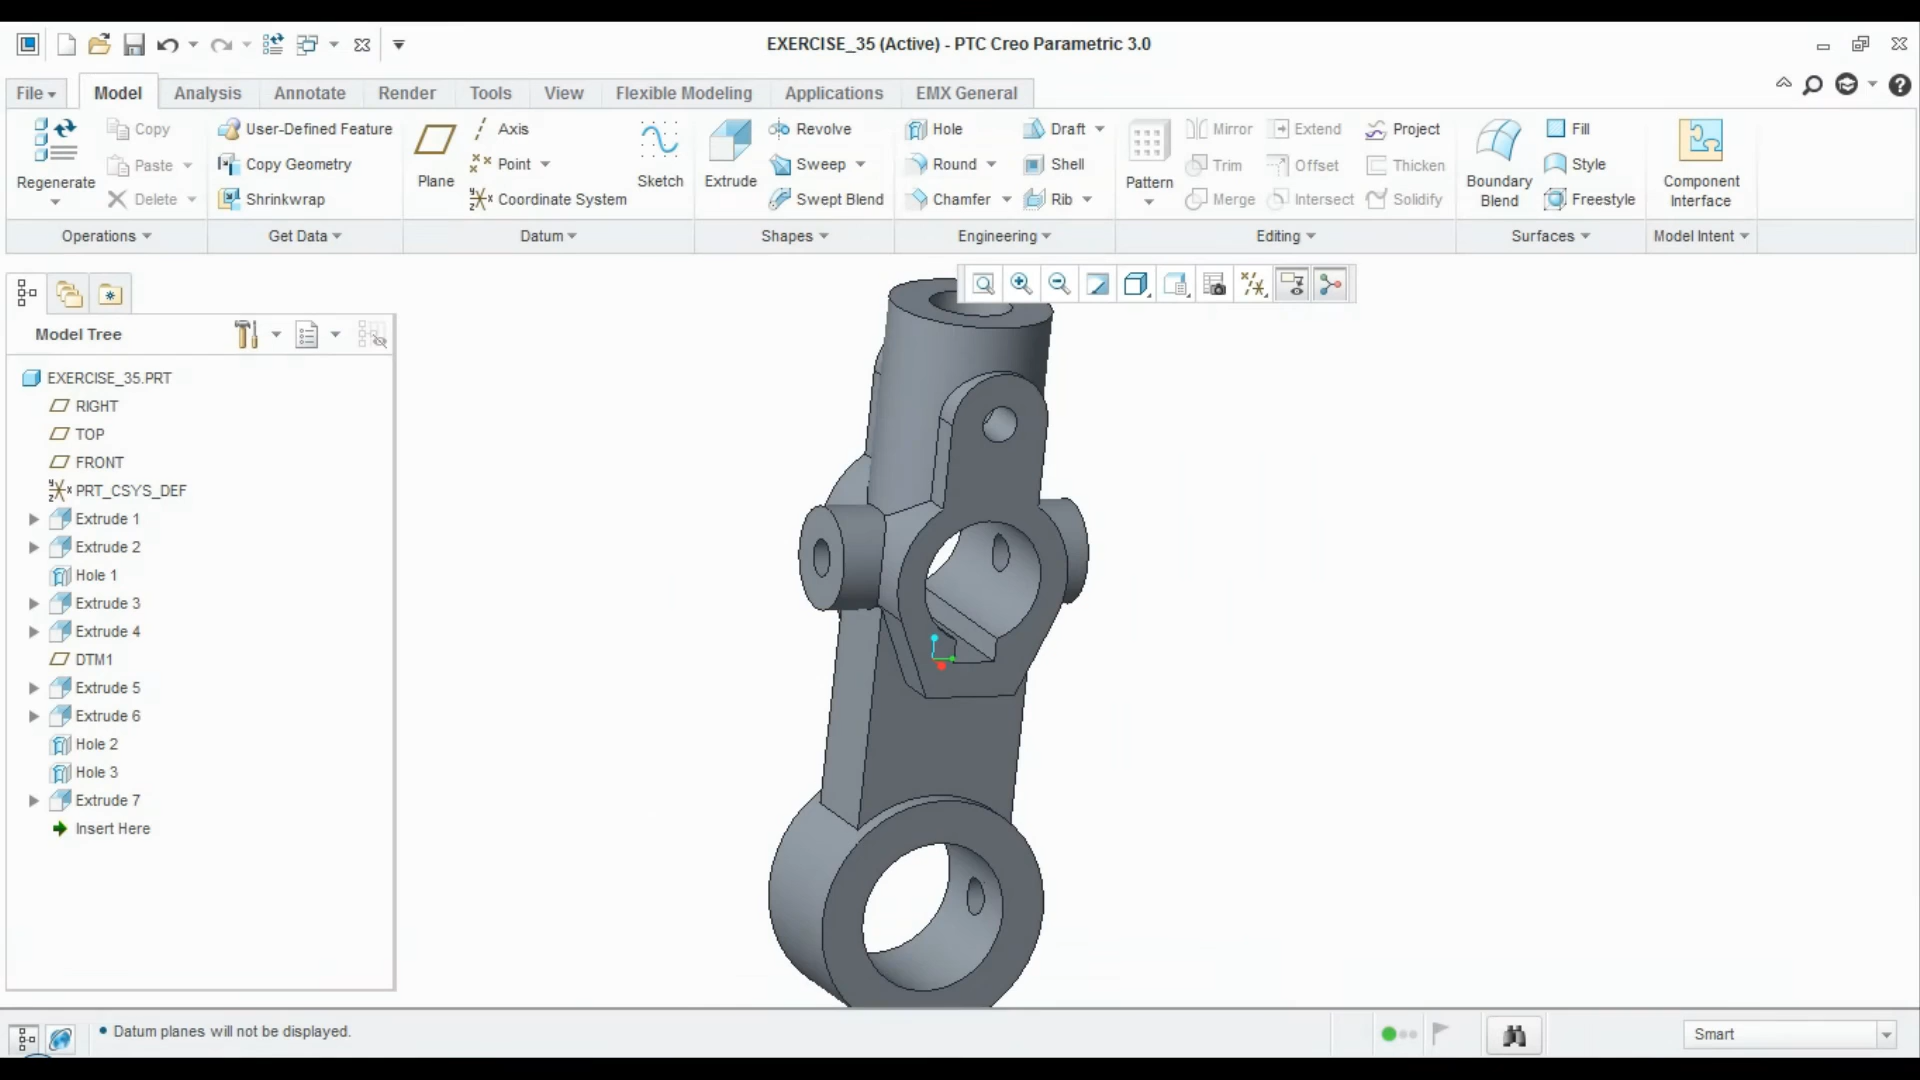 EXERCISE_35 (Active) - PTC Creo Parametric 3.0
File Model Analysis Annotate Render Tools View Flexible Modeling Applications EMX General
Regenerate
Copy
Paste
Delete
Operations
User-Defined Feature
Copy Geometry
Shrinkwrap
Get Data
Plane
Axis
Point
Coordinate System
Sketch
Datum
Extrude
Revolve
Sweep
Swept Blend
Shapes
Hole
Round
Chamfer
Draft
Shell
Rib
Engineering
Pattern
Mirror
Trim
Merge
Extend
Offset
Intersect
Project
Thicken
Solidify
Editing
Boundary
Blend
Fill
Style
Freestyle
Surfaces
Component
Interface
Model Intent
Model Tree
EXERCISE_35.PRT
RIGHT
TOP
FRONT
PRT_CSYS_DEF
Extrude 1
Extrude 2
Hole 1
Extrude 3
Extrude 4
DTM1
Extrude 5
Extrude 6
Hole 2
Hole 3
Extrude 7
Insert Here
• Datum planes will not be displayed.
Smart